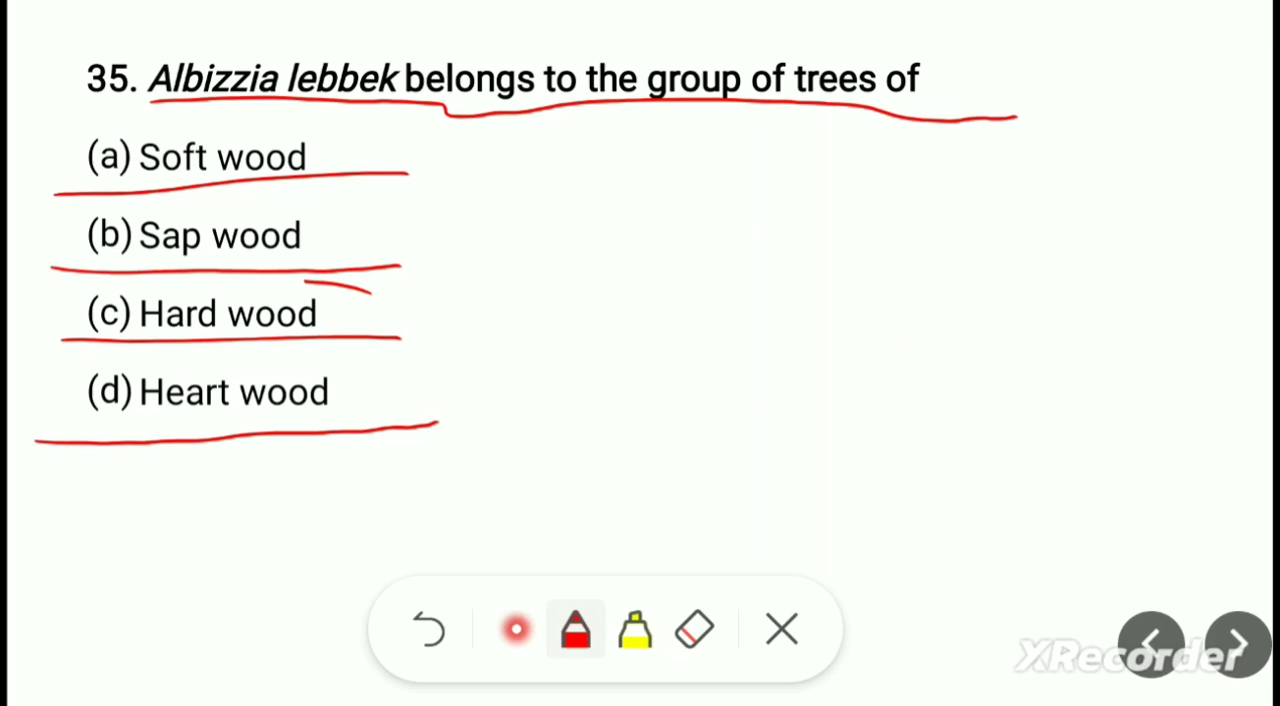 35. Albizzia lebbek belongs to the group of trees of
(a) Soft wood
(b) Sap wood
(c) Hard wood
(d) Heart wood
XRecorder